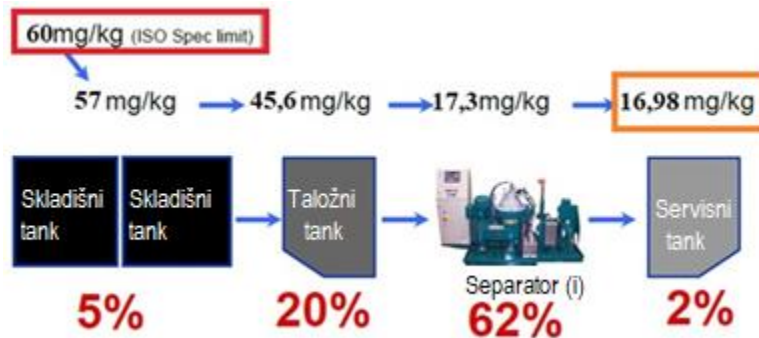 60mg/kg (ISO Spec limit)
57 mg/kg 45,6 mg/kg 17,3mg/kg 16,98 mg/kg
Skladišni tank
Skladišni tank
Taložni tank
Separator (i)
Servisni tank
5% 20% 62% 2%